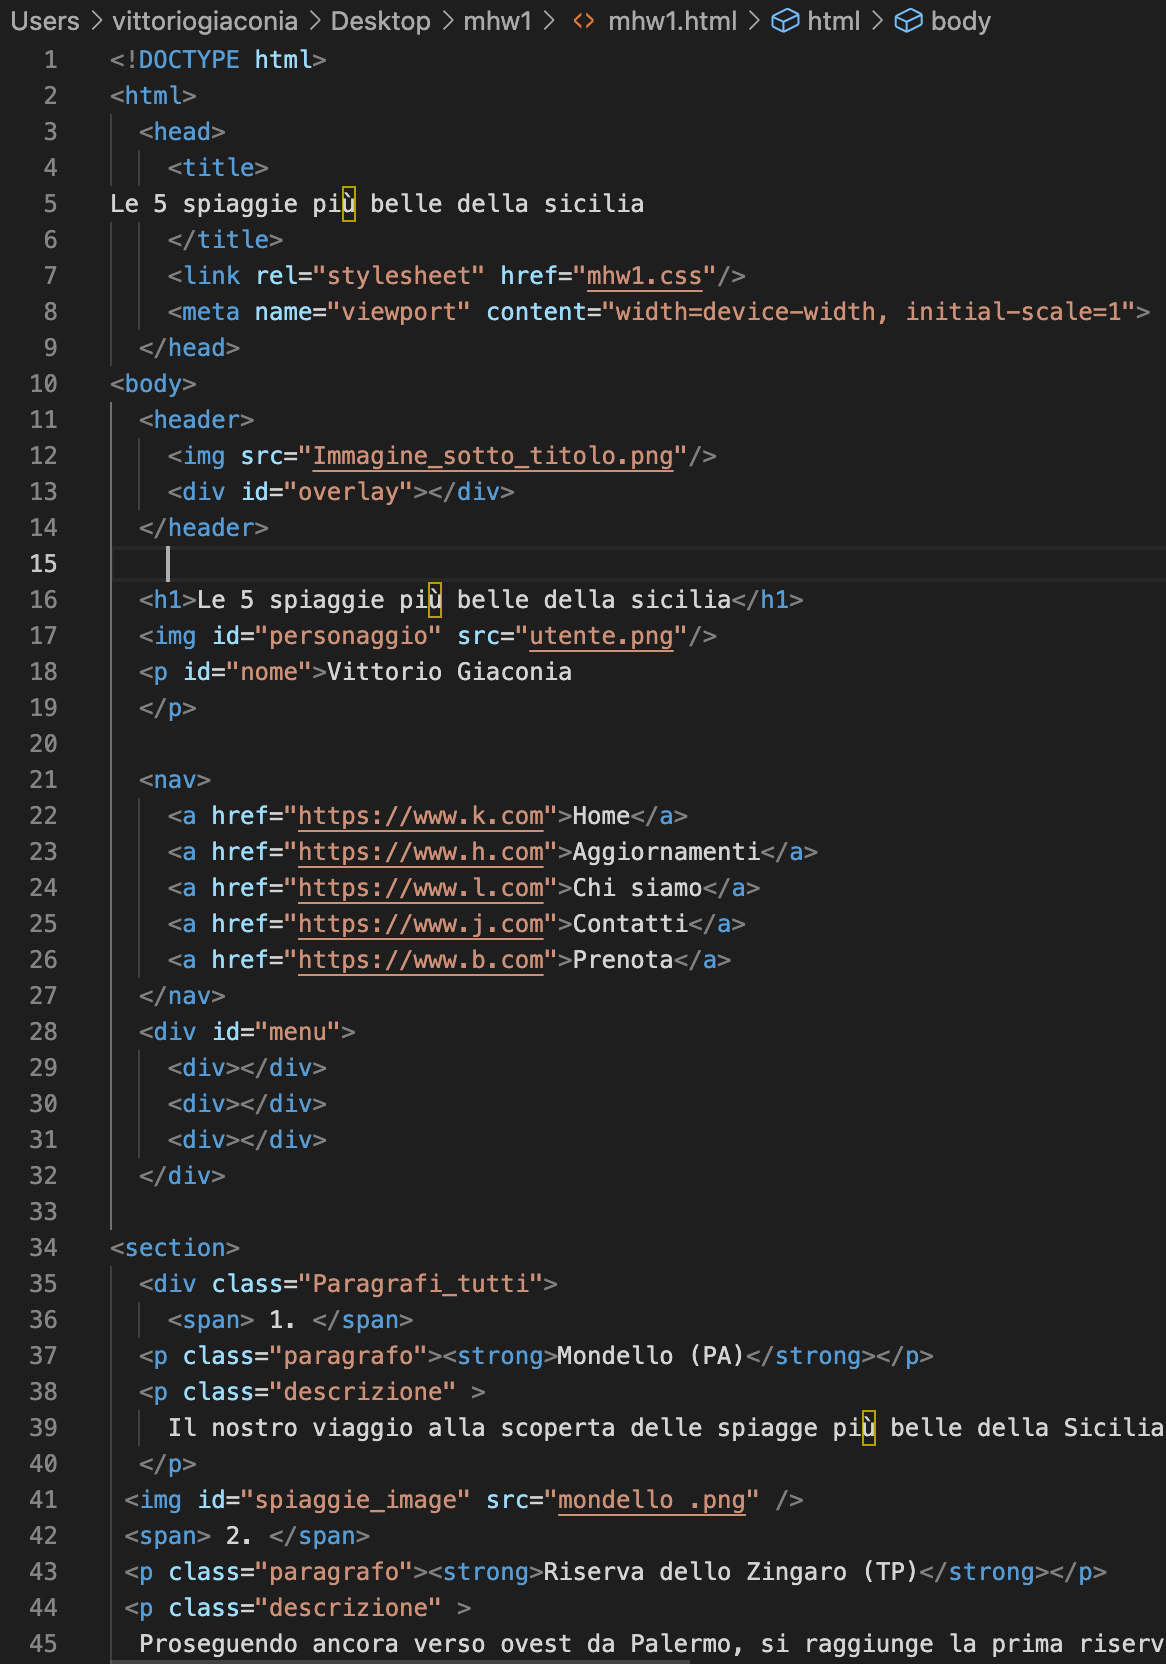 Users > vittoriogiaconia > Desktop > mhw1 > <> mhw1.html > html > body
1 <!DOCTYPE html>
2 <html>
3 <head>
4 <title>
5 Le 5 spiaggie più belle della sicilia
6 </title>
7 <link rel="stylesheet" href="mhw1.css"/>
8 <meta name="viewport" content="width=device-width, initial-scale=1">
9 </head>
10 <body>
11 <header>
12 <img src="Immagine_sotto_titolo.png"/>
13 <div id="overlay"></div>
14 </header>
15
16 <h1>Le 5 spiaggie più belle della sicilia</h1>
17 <img id="personaggio" src="utente.png"/>
18 <p id="nome">Vittorio Giaconia
19 </p>
20
21 <nav>
22 <a href="https://www.k.com">Home</a>
23 <a href="https://www.h.com">Aggiornamenti</a>
24 <a href="https://www.l.com">Chi siamo</a>
25 <a href="https://www.j.com">Contatti</a>
26 <a href="https://www.b.com">Prenota</a>
27 </nav>
28 <div id="menu">
29 <div></div>
30 <div></div>
31 <div></div>
32 </div>
33
34 <section>
35 <div class="Paragrafi_tutti">
36 <span> 1. </span>
37 <p class="paragrafo"><strong>Mondello (PA)</strong></p>
38 <p class="descrizione" >
39 Il nostro viaggio alla scoperta delle spiagge più belle della Sicilia
40 </p>
41 <img id="spiaggie_image" src="mondello .png" />
42 <span> 2. </span>
43 <p class="paragrafo"><strong>Riserva dello Zingaro (TP)</strong></p>
44 <p class="descrizione" >
45 Proseguendo ancora verso ovest da Palermo, si raggiunge la prima riserv